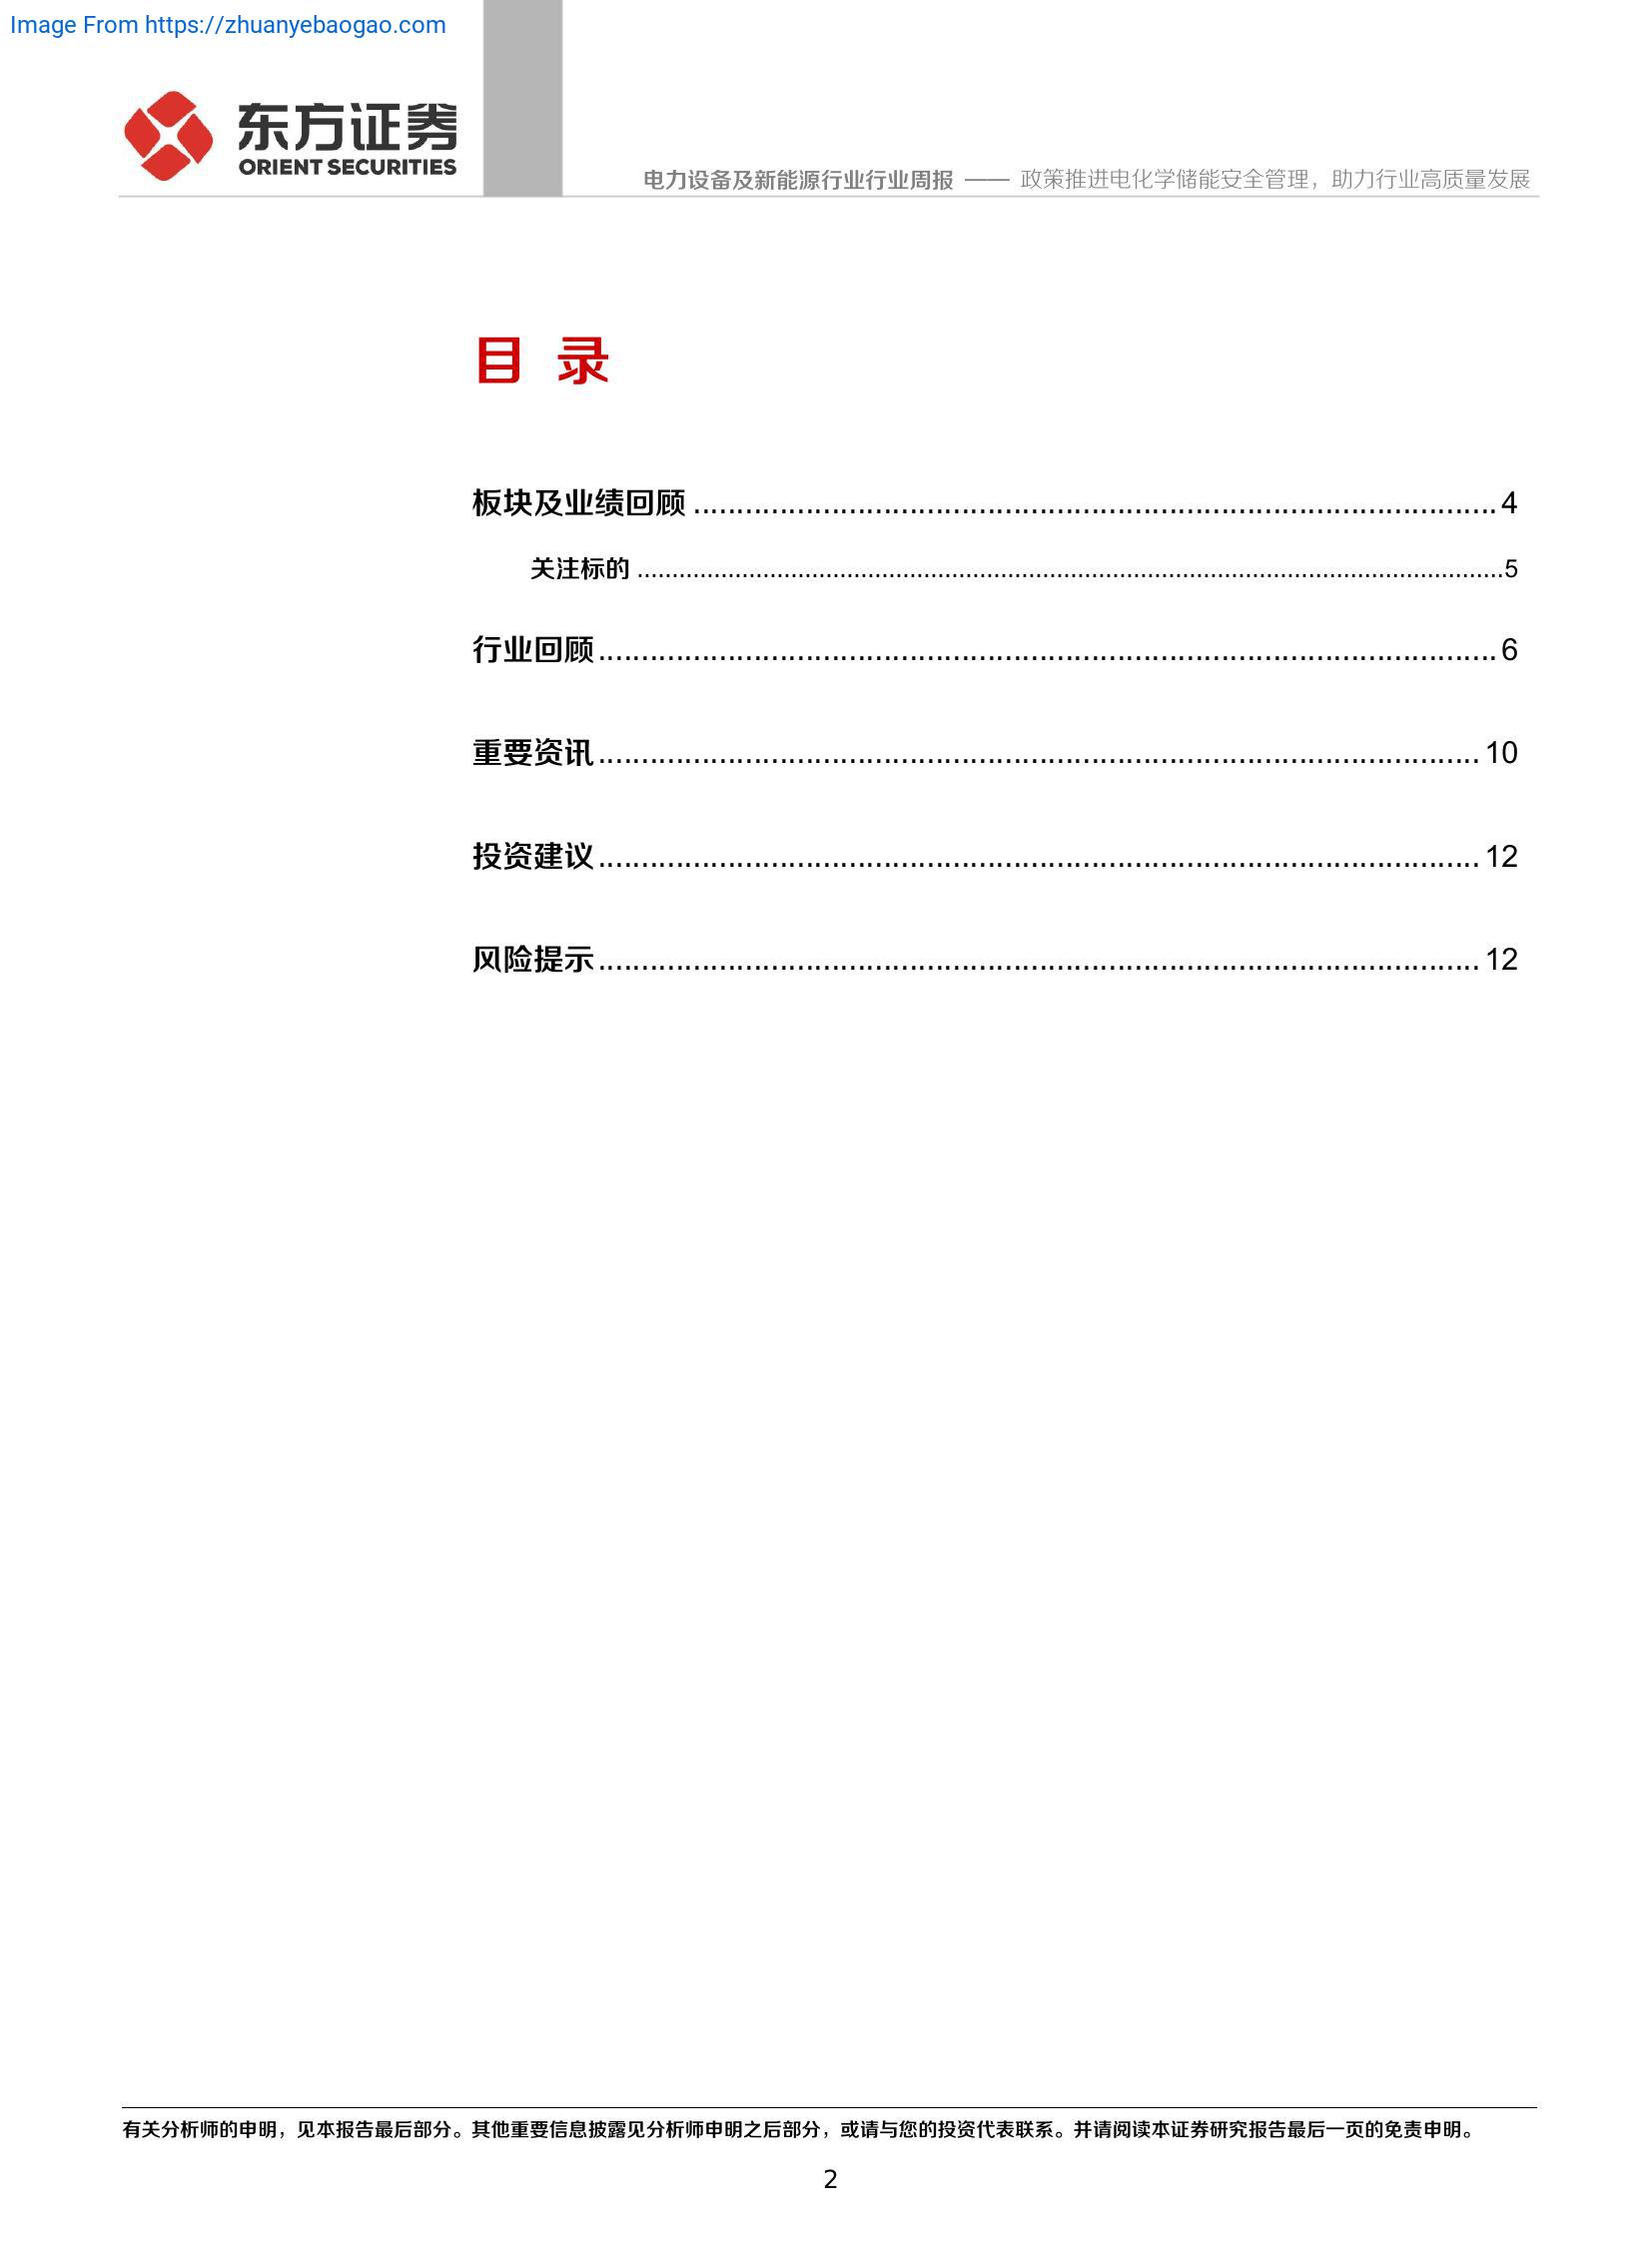 Image From https://zhuanyebaogao.com
东方证券
ORIENT SECURITIES
电力设备及新能源行业行业周报 —— 政策推进电化学储能安全管理，助力行业高质量发展
目 录
板块及业绩回顾 ........................................................................................ 4
关注标的 ........................................................................................ 5
行业回顾 ........................................................................................ 6
重要资讯 ........................................................................................ 10
投资建议 ........................................................................................ 12
风险提示 ........................................................................................ 12
有关分析师的申明，见本报告最后部分。其他重要信息披露见分析师申明之后部分，或请与您的投资代表联系。并请阅读本证券研究报告最后一页的免责申明。
2